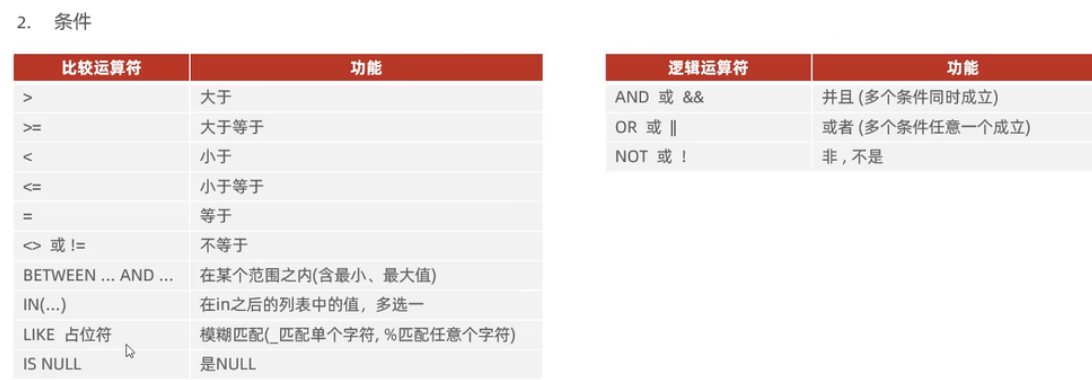 2. 条件
比较运算符 功能
> 大于
>= 大于等于
< 小于
<= 小于等于
= 等于
<> 或 != 不等于
BETWEEN ... AND ... 在某个范围之内(含最小、最大值)
IN(...) 在in之后的列表中的值，多选一
LIKE 占位符 模糊匹配(_匹配单个字符, %匹配任意个字符)
IS NULL 是NULL
逻辑运算符 功能
AND 或 && 并且 (多个条件同时成立)
OR 或 || 或者 (多个条件任意一个成立)
NOT 或 ! 非 , 不是